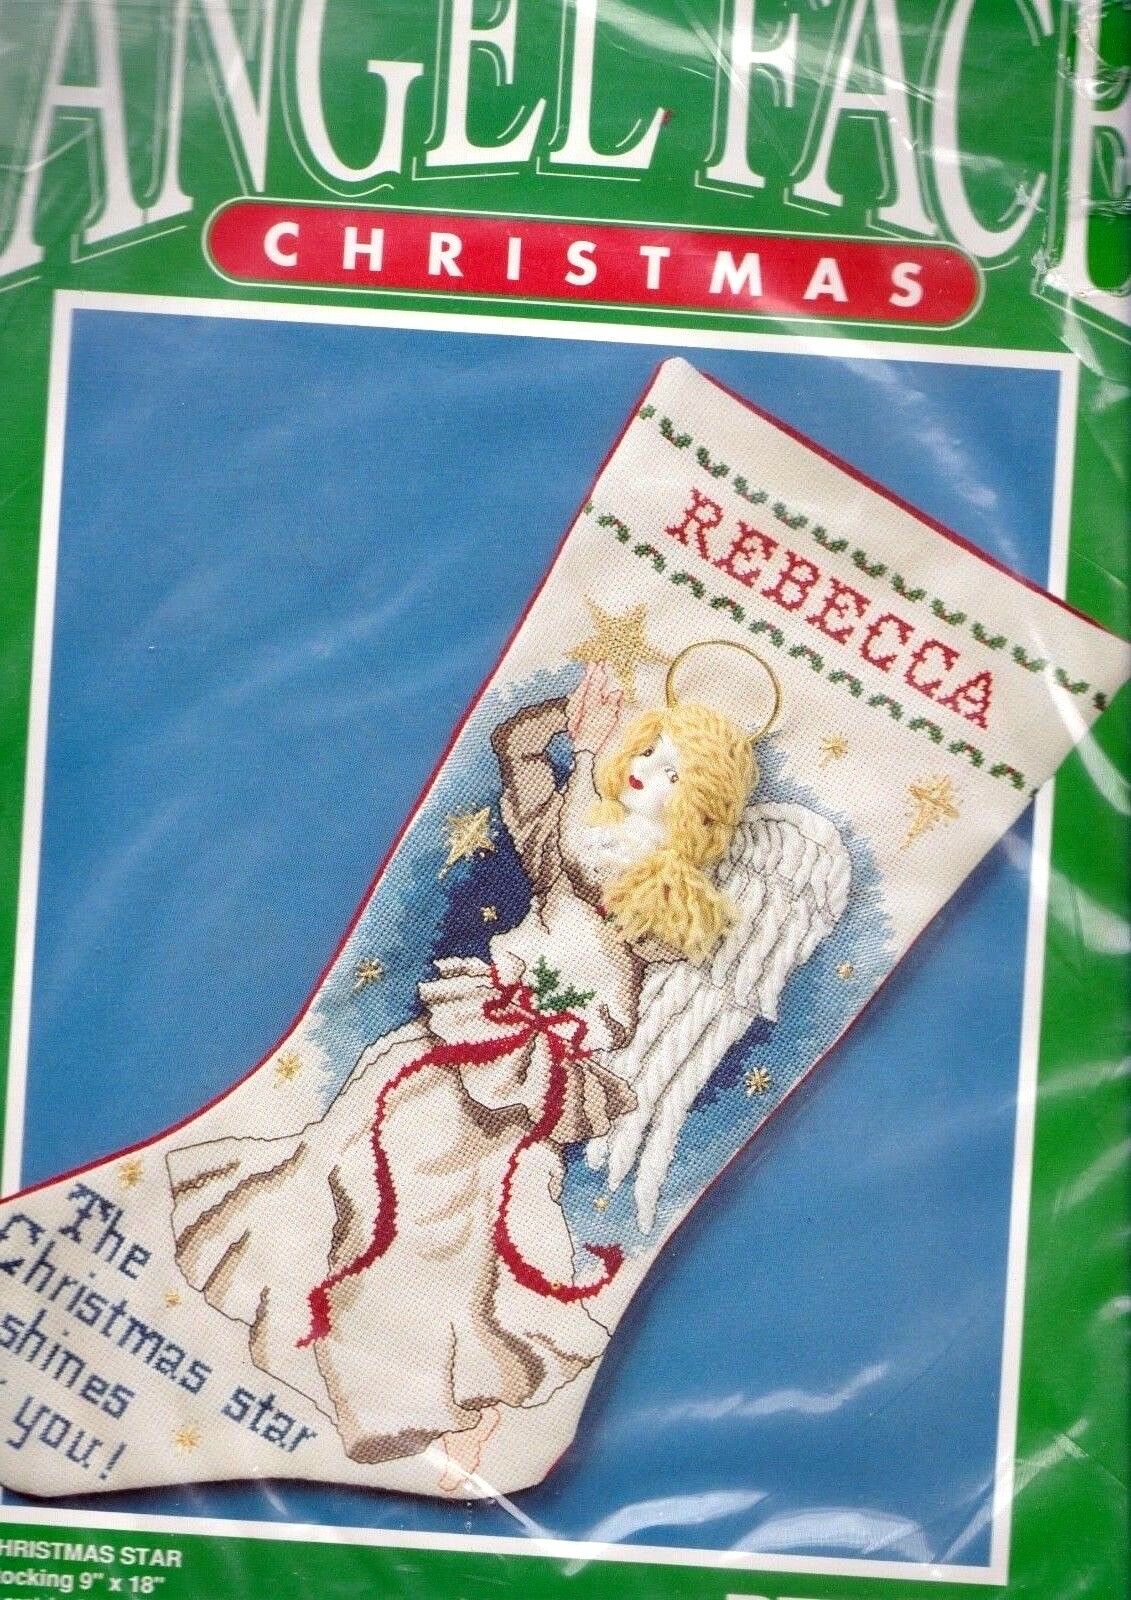 ANGEL FACE
CHRISTMAS
REBECCA
The
Christmas star
shines
you!
CHRISTMAS STAR
Stocking 9" x 18"